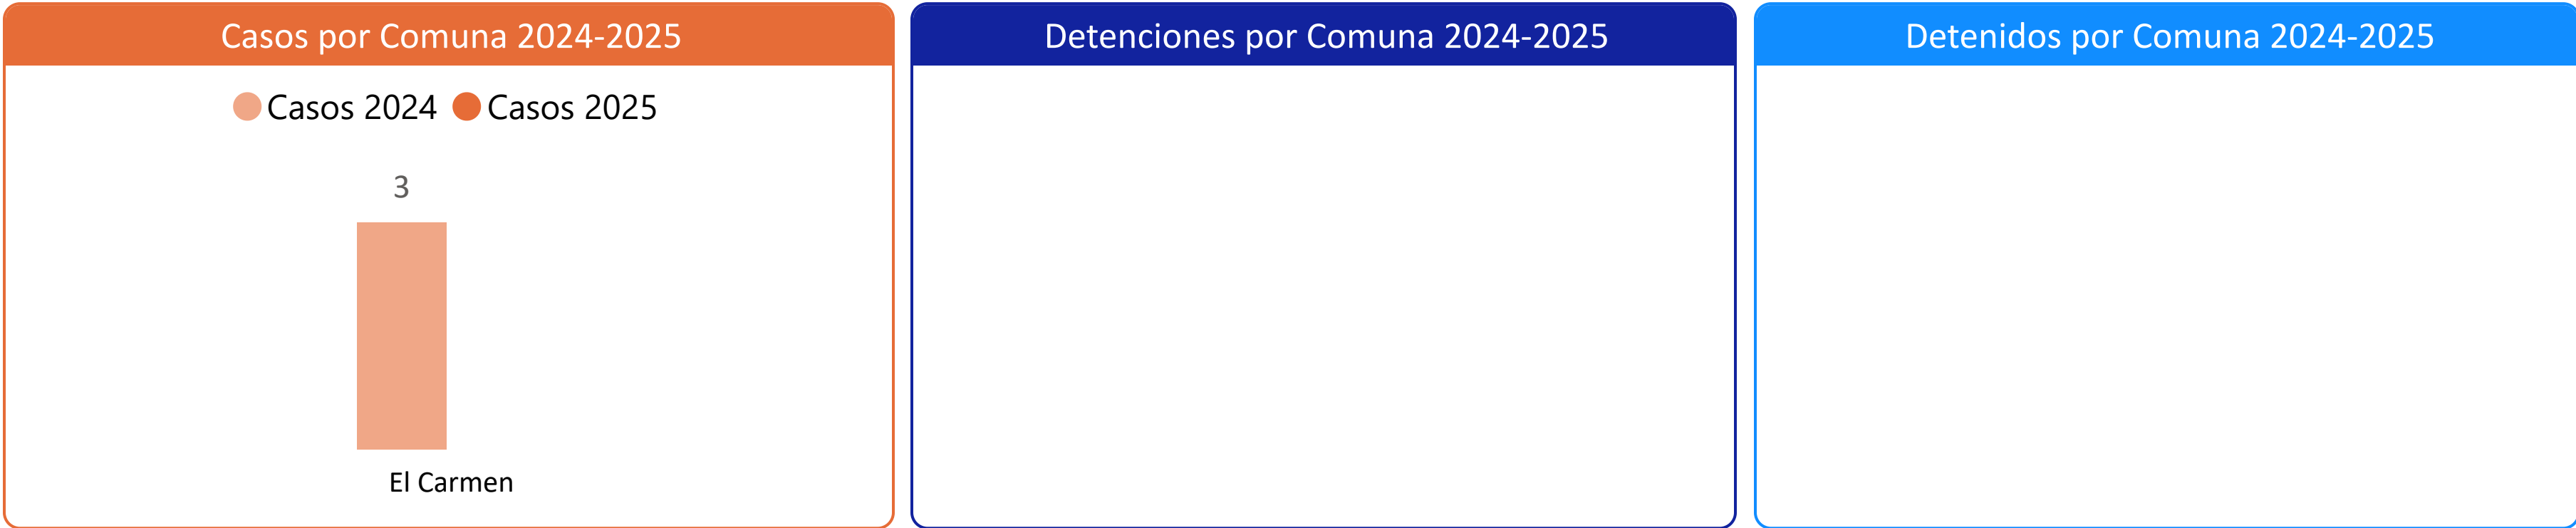 Casos por Comuna 2024-2025
Casos 2024 Casos 2025
3
El Carmen
Detenciones por Comuna 2024-2025
Detenidos por Comuna 2024-2025